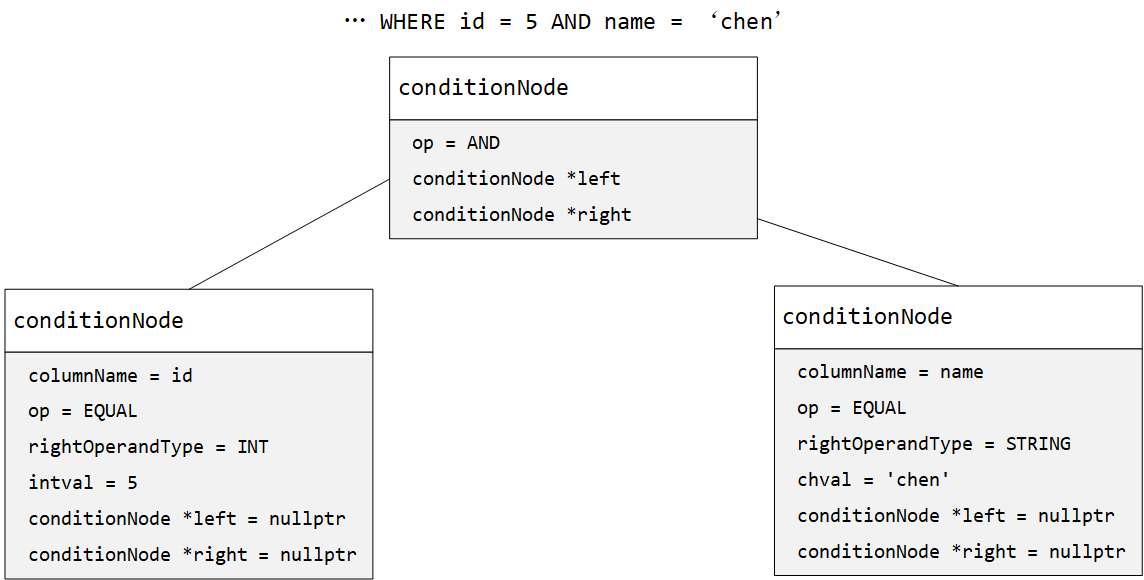 … WHERE id = 5 AND name = ‘chen’
conditionNode
op = AND
conditionNode *left
conditionNode *right
conditionNode
columnName = id
op = EQUAL
rightOperandType = INT
intval = 5
conditionNode *left = nullptr
conditionNode *right = nullptr
conditionNode
columnName = name
op = EQUAL
rightOperandType = STRING
chval = 'chen'
conditionNode *left = nullptr
conditionNode *right = nullptr